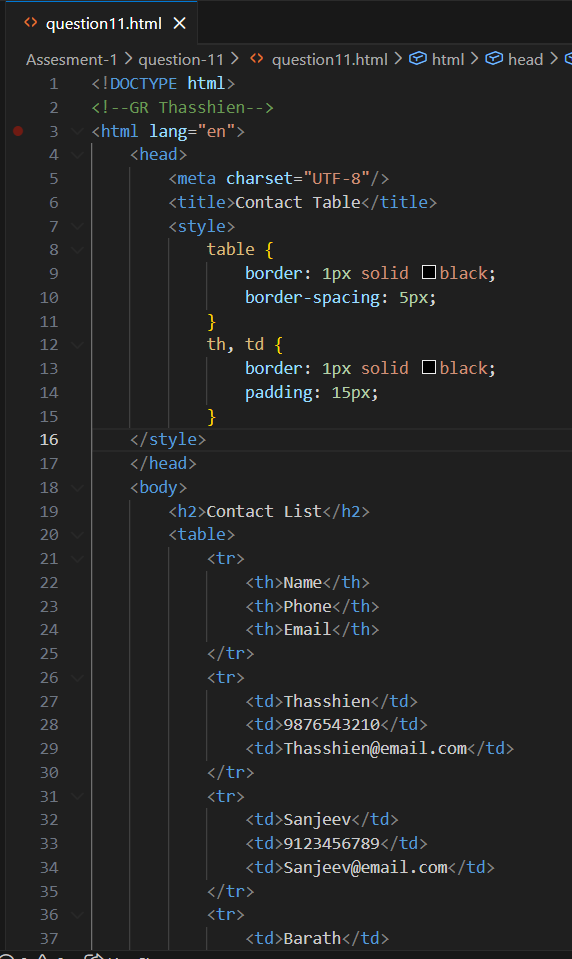 question11.html
Assesment-1 > question-11 > question11.html > html > head >
1 <!DOCTYPE html>
2 <!--GR Thasshien-->
3 <html lang="en">
4 <head>
5 <meta charset="UTF-8"/>
6 <title>Contact Table</title>
7 <style>
8 table {
9 border: 1px solid black;
10 border-spacing: 5px;
11 }
12 th, td {
13 border: 1px solid black;
14 padding: 15px;
15 }
16 </style>
17 </head>
18 <body>
19 <h2>Contact List</h2>
20 <table>
21 <tr>
22 <th>Name</th>
23 <th>Phone</th>
24 <th>Email</th>
25 </tr>
26 <tr>
27 <td>Thasshien</td>
28 <td>9876543210</td>
29 <td>Thasshien@email.com</td>
30 </tr>
31 <tr>
32 <td>Sanjeev</td>
33 <td>9123456789</td>
34 <td>Sanjeev@email.com</td>
35 </tr>
36 <tr>
37 <td>Barath</td>